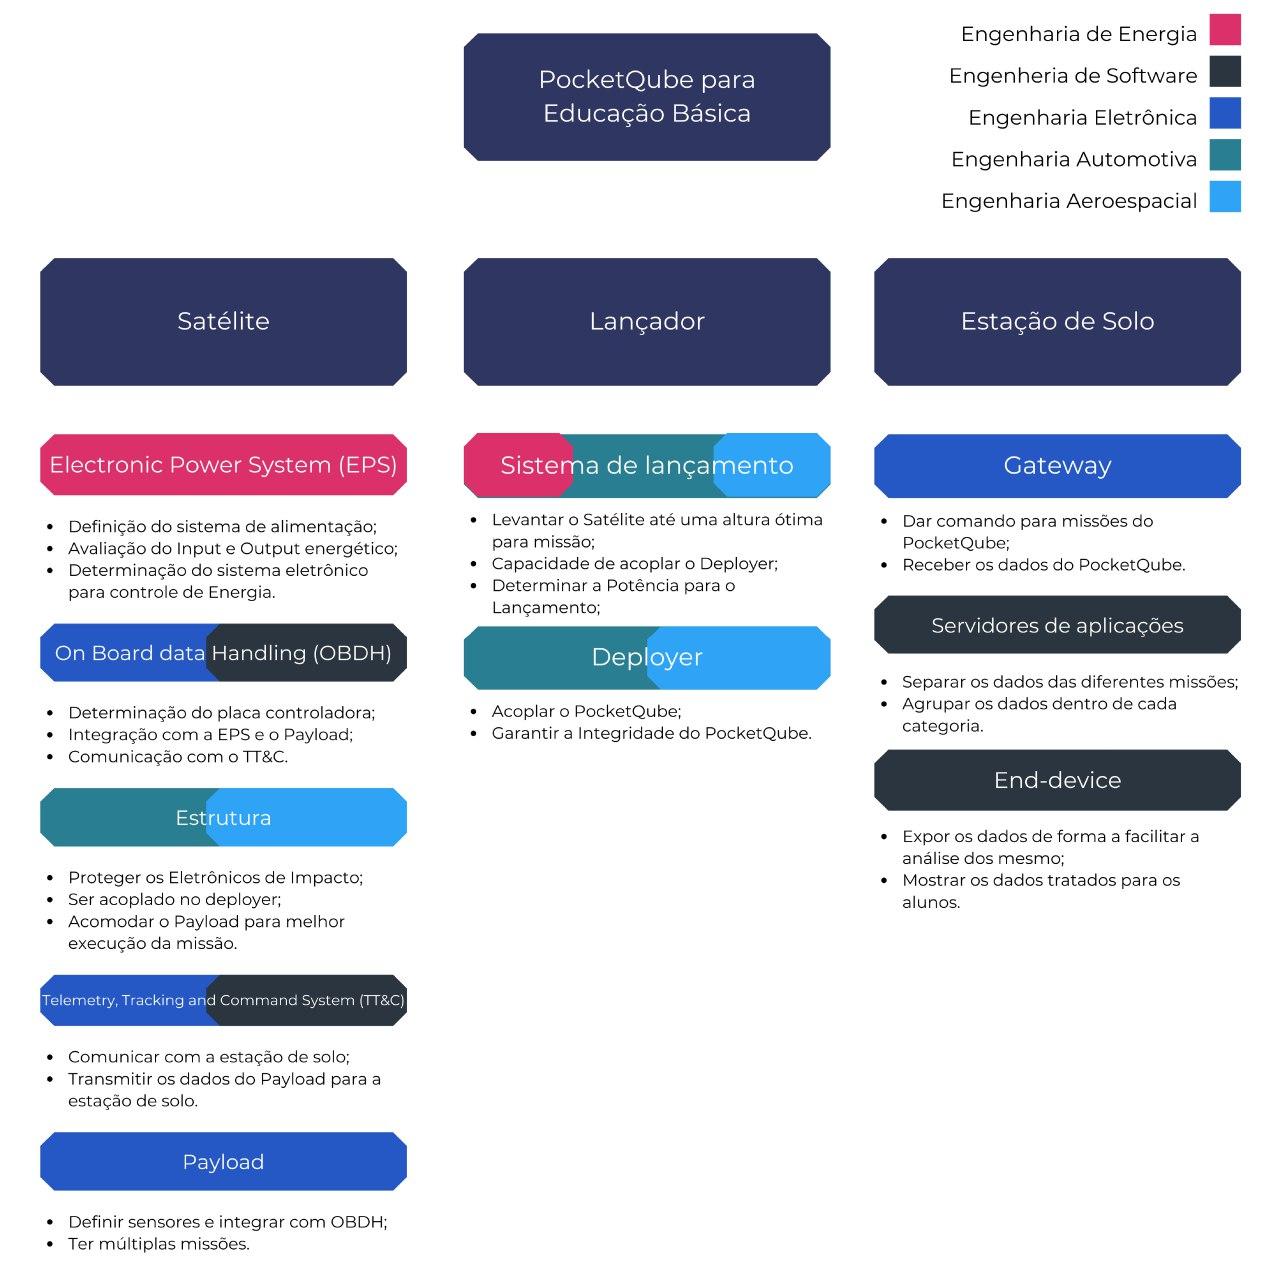 PocketQube para
Educação Básica
Engenharia de Energia
Engenheria de Software
Engenharia Eletrônica
Engenharia Automotiva
Engenharia Aeroespacial
Satélite
Electronic Power System (EPS)
• Definição do sistema de alimentação;
• Avaliação do Input e Output energético;
• Determinação do sistema eletrônico
para controle de Energia.
On Board data Handling (OBDH)
• Determinação do placa controladora;
• Integração com a EPS e o Payload;
• Comunicação com o TT&C.
Estrutura
• Proteger os Eletrônicos de Impacto;
• Ser acoplado no deployer;
• Acomodar o Payload para melhor
execução da missão.
Telemetry, Tracking and Command System (TT&C)
• Comunicar com a estação de solo;
• Transmitir os dados do Payload para a
estação de solo.
Payload
• Definir sensores e integrar com OBDH;
• Ter múltiplas missões.
Lançador
Sistema de lançamento
• Levantar o Satélite até uma altura ótima
para missão;
• Capacidade de acoplar o Deployer;
• Determinar a Potência para o
Lançamento;
Deployer
• Acoplar o PocketQube;
• Garantir a Integridade do PocketQube.
Estação de Solo
Gateway
• Dar comando para missões do
PocketQube;
• Receber os dados do PocketQube.
Servidores de aplicações
• Separar os dados das diferentes missões;
• Agrupar os dados dentro de cada
categoria.
End-device
• Expor os dados de forma a facilitar a
análise dos mesmo;
• Mostrar os dados tratados para os
alunos.